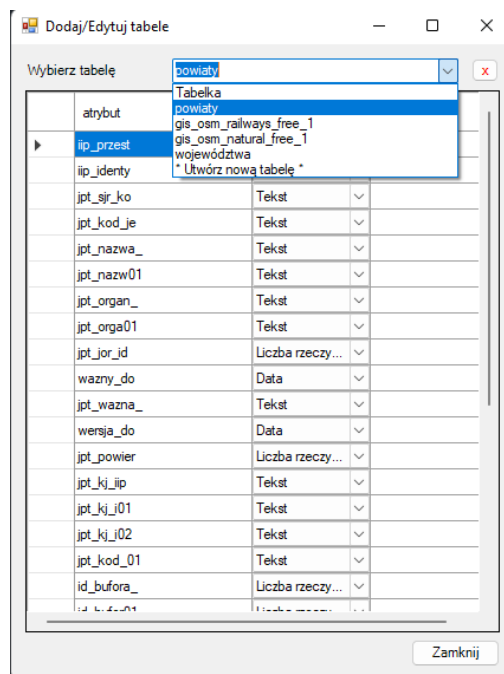 Dodaj/Edytuj tabele
Wybierz tabelę powiaty x
Tabelka
powiaty
gis_osm_railways_free_1
gis_osm_natural_free_1
województwa
* Utwórz nową tabelę *
atrybut
iip_przest
iip_identy
jpt_sjr_ko Tekst
jpt_kod_je Tekst
jpt_nazwa_ Tekst
jpt_nazw01 Tekst
jpt_organ_ Tekst
jpt_orga01 Tekst
jpt_jor_id Liczba rzeczy...
wazny_do Data
jpt_wazna_ Tekst
wersja_do Data
jpt_powier Liczba rzeczy...
jpt_kj_iip Tekst
jpt_kj_i01 Tekst
jpt_kj_i02 Tekst
jpt_kod_01 Tekst
id_bufora_ Liczba rzeczy...
Zamknij